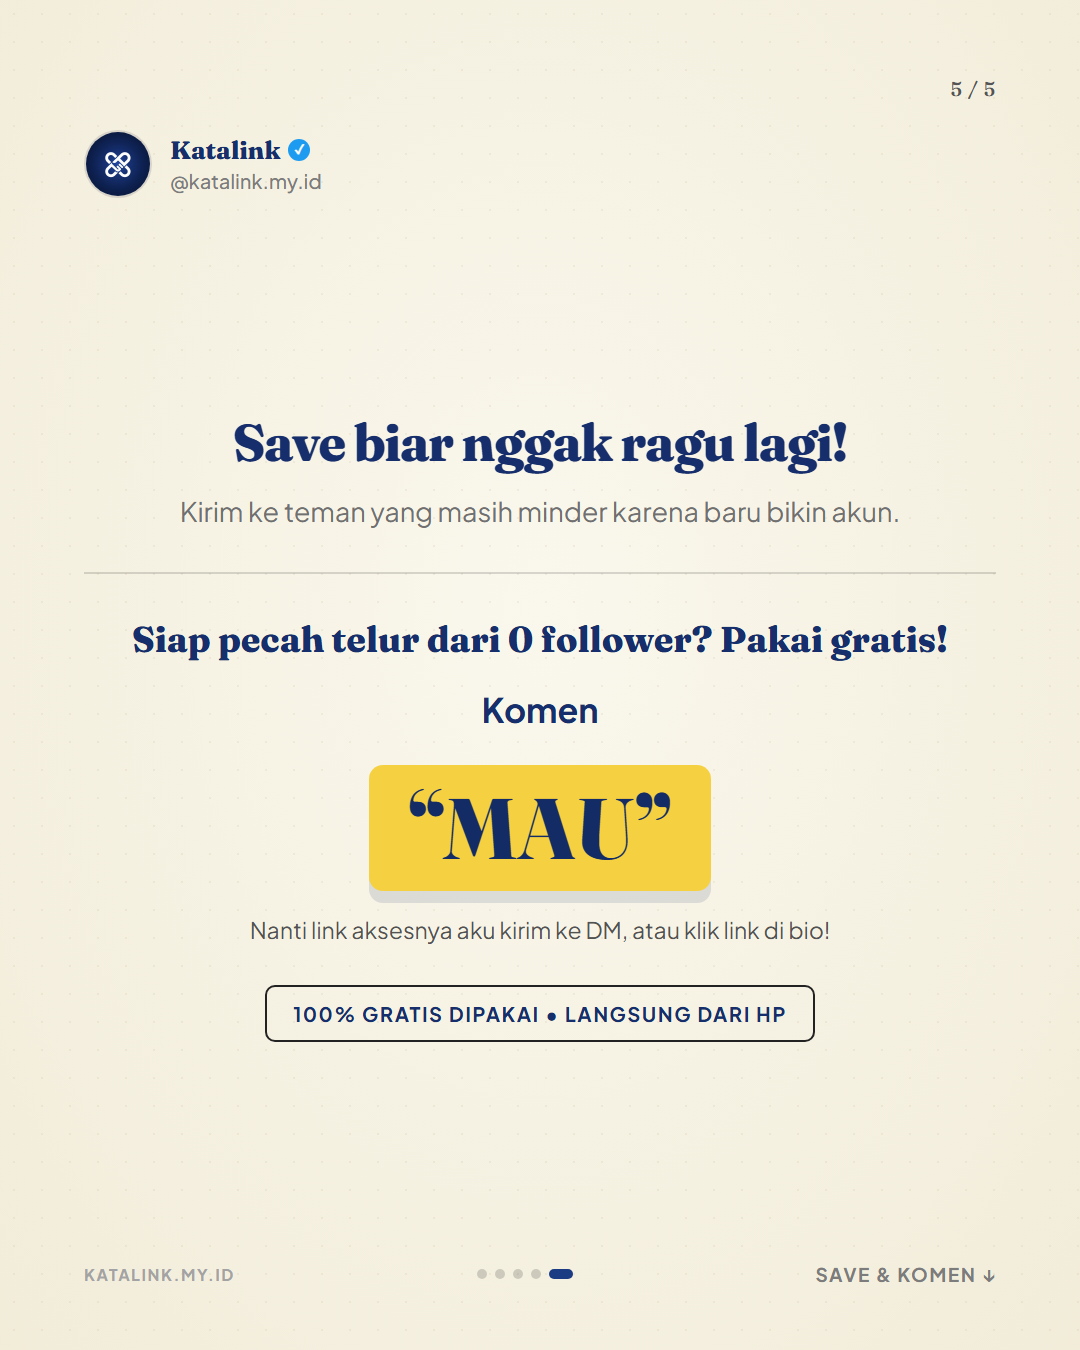 5 / 5
Katalink
@katalink.my.id
Save biar nggak ragu lagi!
Kirim ke teman yang masih minder karena baru bikin akun.
Siap pecah telur dari 0 follower? Pakai gratis!
Komen
“MAU”
Nanti link aksesnya aku kirim ke DM, atau klik link di bio!
100% GRATIS DIPAKAI • LANGSUNG DARI HP
KATALINK.MY.ID
SAVE & KOMEN ↓